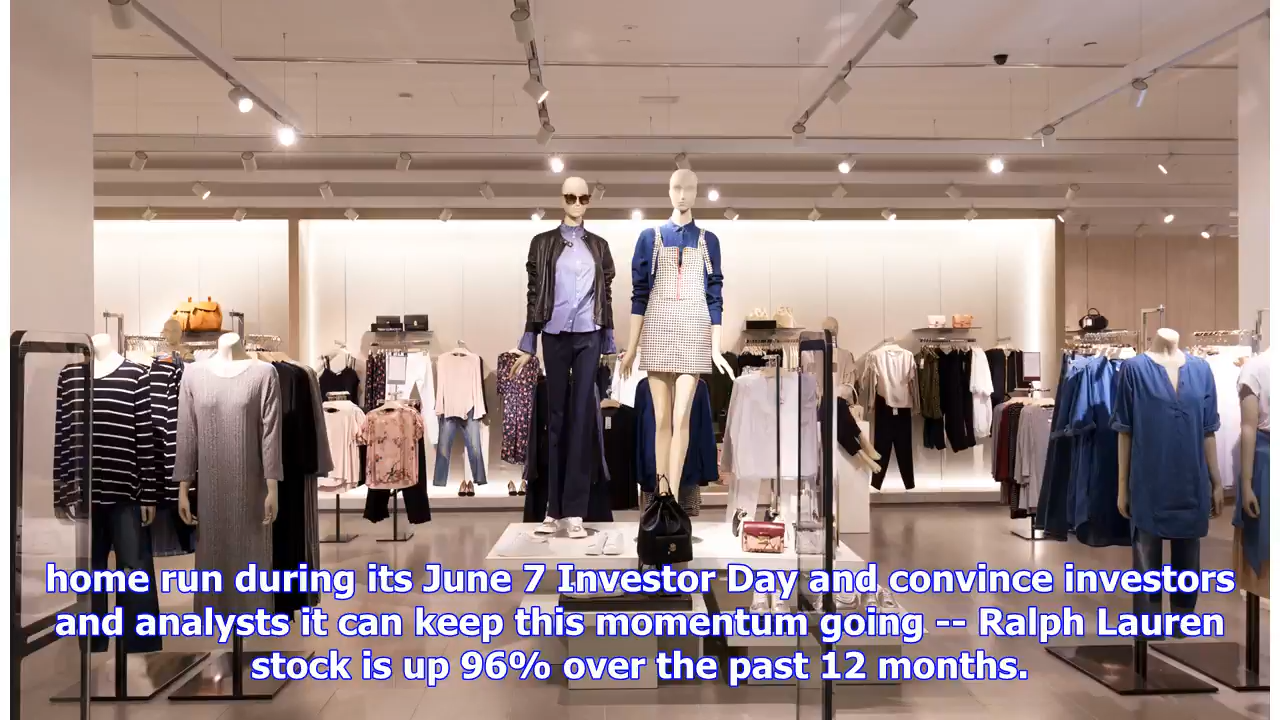 home run during its June 7 Investor Day and convince investors
and analysts it can keep this momentum going -- Ralph Lauren
stock is up 96% over the past 12 months.